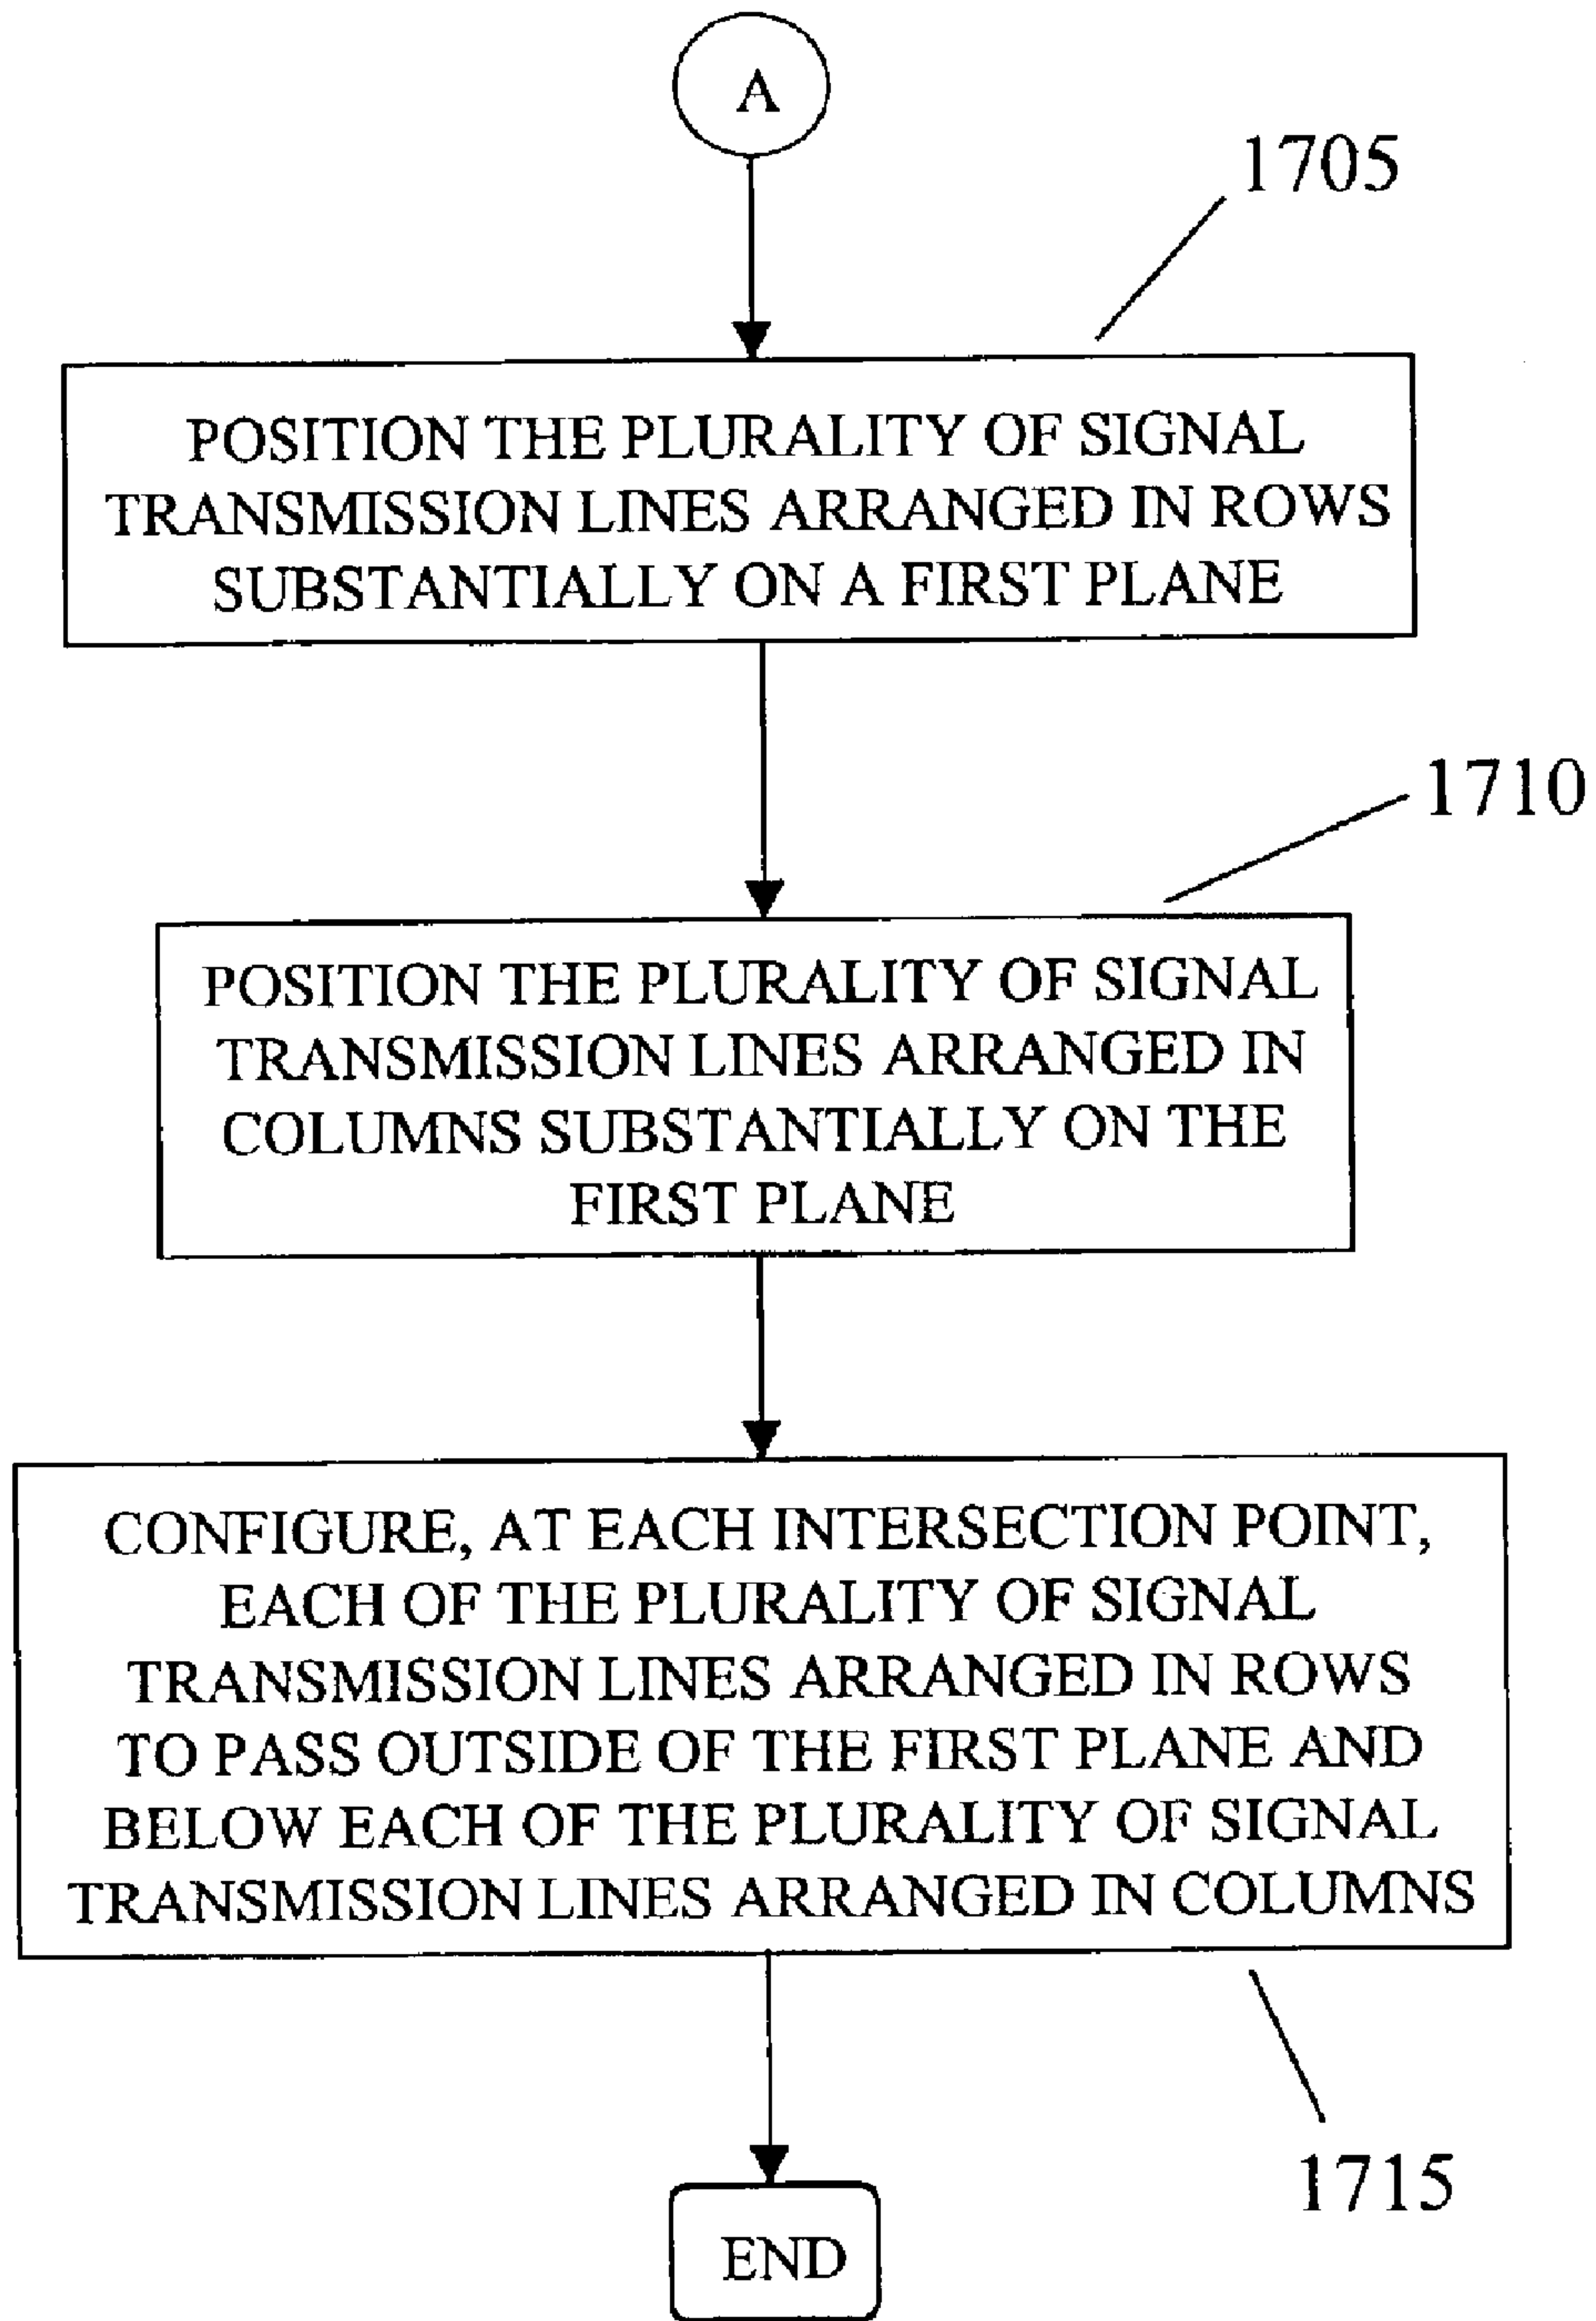 A
1705
POSITION THE PLURALITY OF SIGNAL
TRANSMISSION LINES ARRANGED IN ROWS
SUBSTANTIALLY ON A FIRST PLANE
1710
POSITION THE PLURALITY OF SIGNAL
TRANSMISSION LINES ARRANGED IN
COLUMNS SUBSTANTIALLY ON THE
FIRST PLANE
CONFIGURE, AT EACH INTERSECTION POINT,
EACH OF THE PLURALITY OF SIGNAL
TRANSMISSION LINES ARRANGED IN ROWS
TO PASS OUTSIDE OF THE FIRST PLANE AND
BELOW EACH OF THE PLURALITY OF SIGNAL
TRANSMISSION LINES ARRANGED IN COLUMNS
1715
END